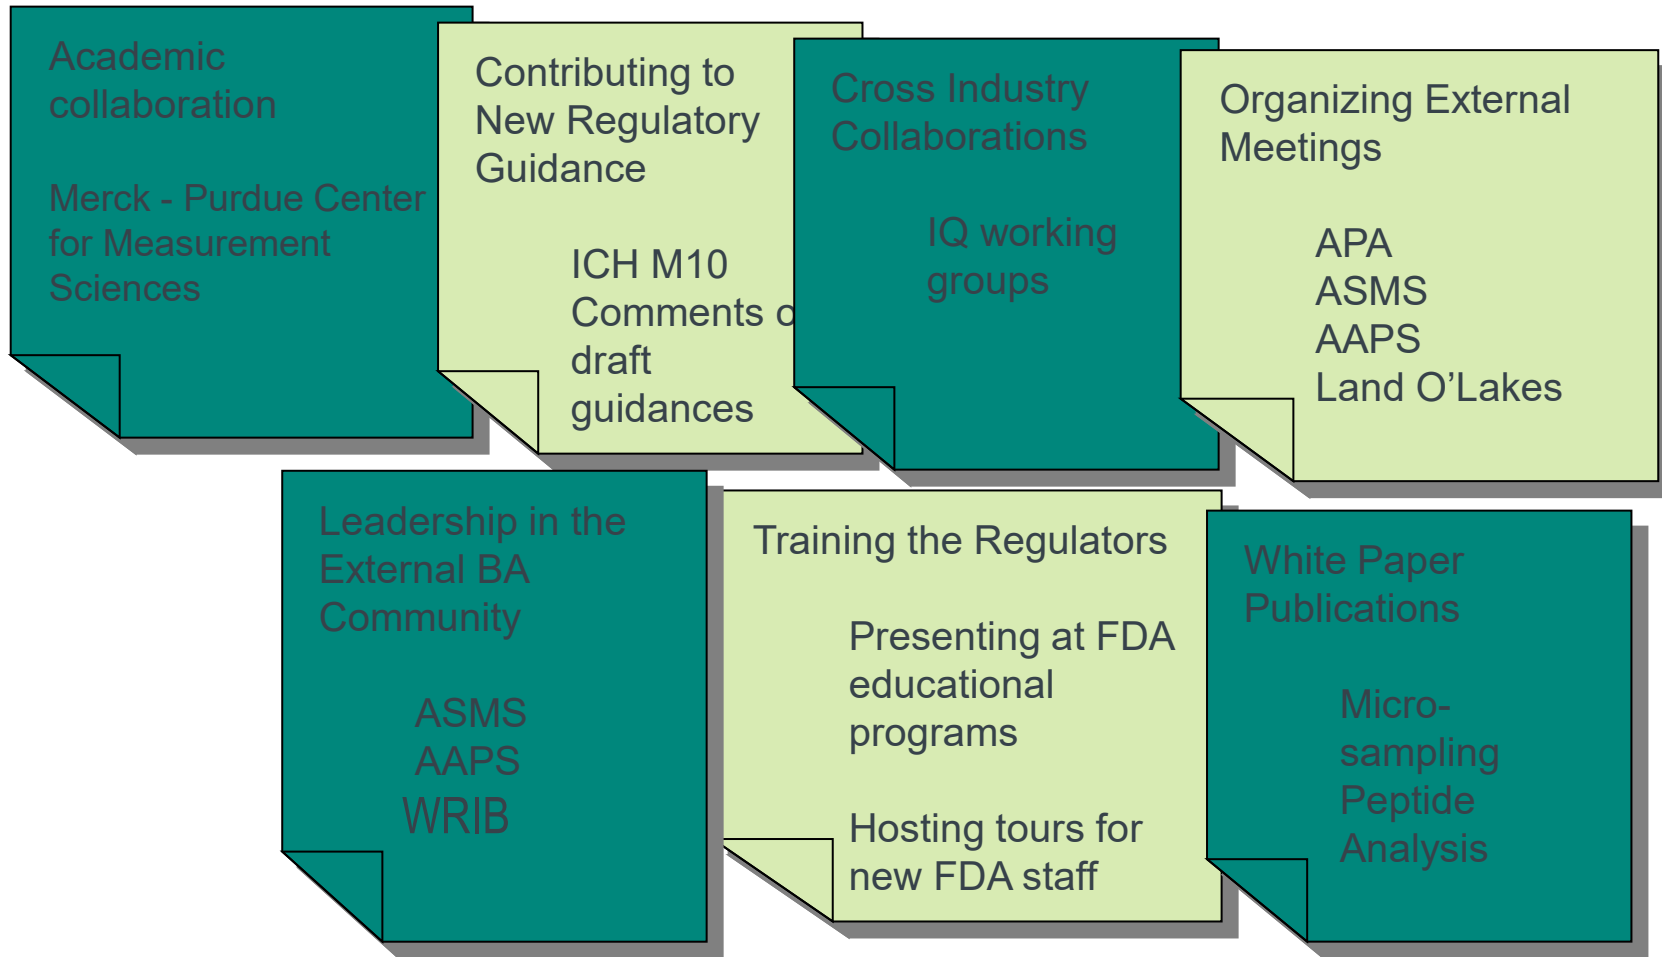 Academic
collaboration
Merck - Purdue Center
for Measurement
Sciences
Contributing to
New Regulatory
Guidance
ICH M10
Comments o
draft
guidances
Cross Industry
Collaborations
IQ working
groups
Organizing External
Meetings
APA
ASMS
AAPS
Land O’Lakes
Leadership in the
External BA
Community
ASMS
AAPS
WRIB
Training the Regulators
Presenting at FDA
educational
programs
Hosting tours for
new FDA staff
White Paper
Publications
Micro-
sampling
Peptide
Analysis